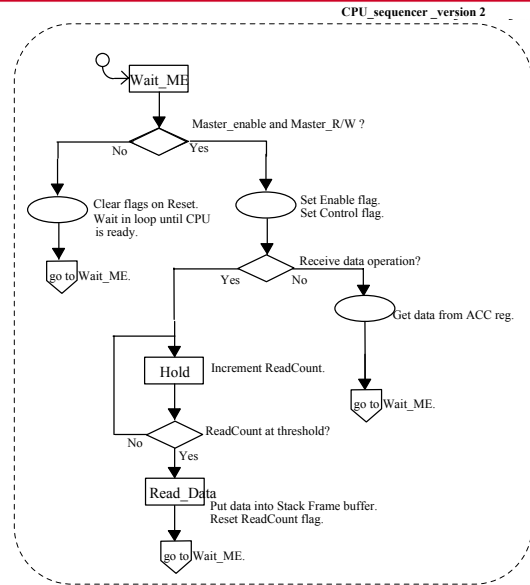 CPU_sequencer _version 2
Wait_ME
Master_enable and Master_R/W ?
No
Yes
Clear flags on Reset.
Wait in loop until CPU
is ready.
Set Enable flag.
Set Control flag.
go to Wait_ME.
Receive data operation?
Yes
No
Get data from ACC reg.
Hold
Increment ReadCount.
go to Wait_ME.
ReadCount at threshold?
No
Yes
Read_Data
Put data into Stack Frame buffer.
Reset ReadCount flag.
go to Wait_ME.